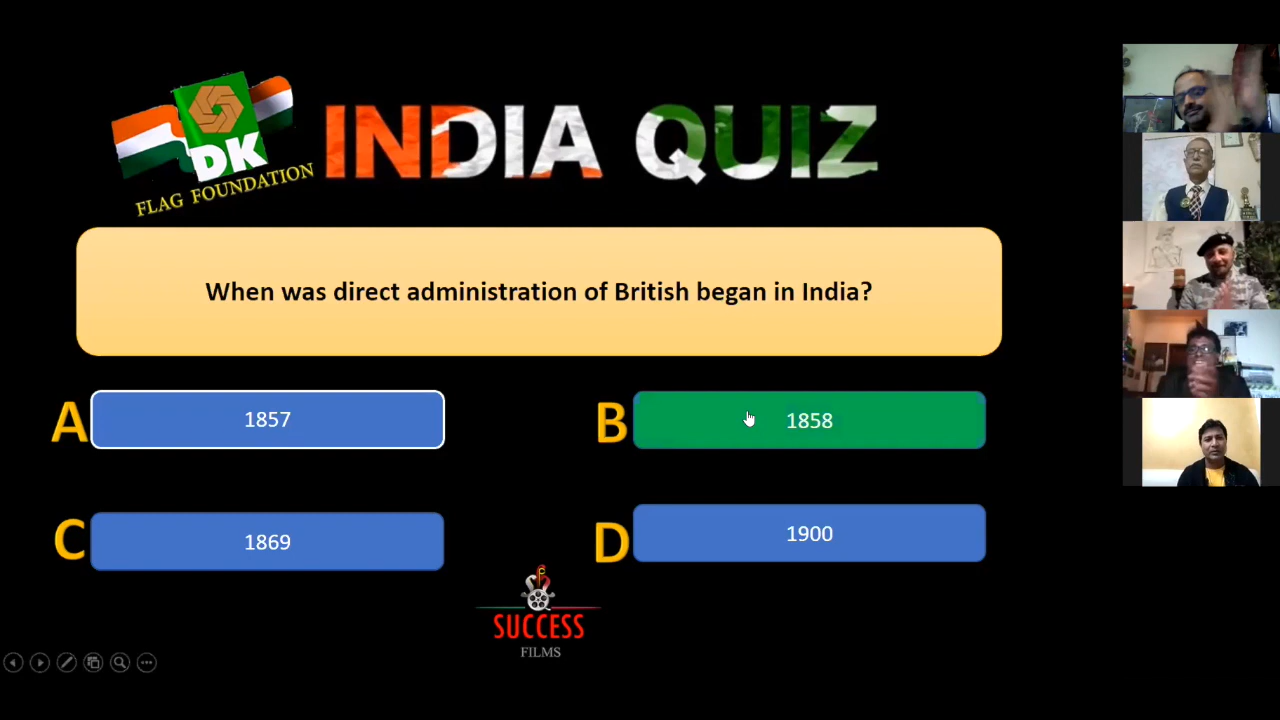 DK
FLAG FOUNDATION
INDIA QUIZ
When was direct administration of British began in India?
A
1857
B
1858
C
1869
D
1900
SUCCESS
FILMS